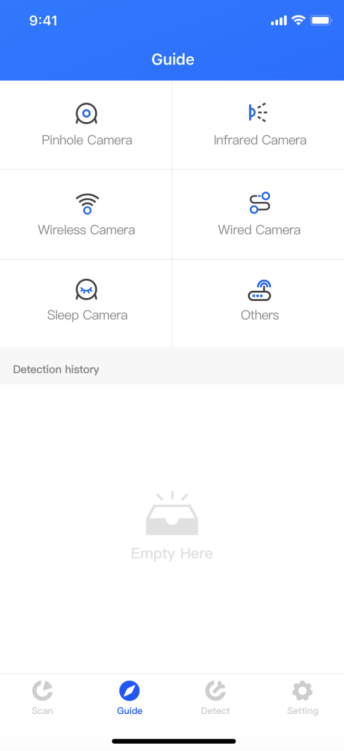 9:41
Guide
Pinhole Camera
Infrared Camera
Wireless Camera
Wired Camera
Sleep Camera
Others
Detection history
Empty Here
Scan
Guide
Detect
Setting